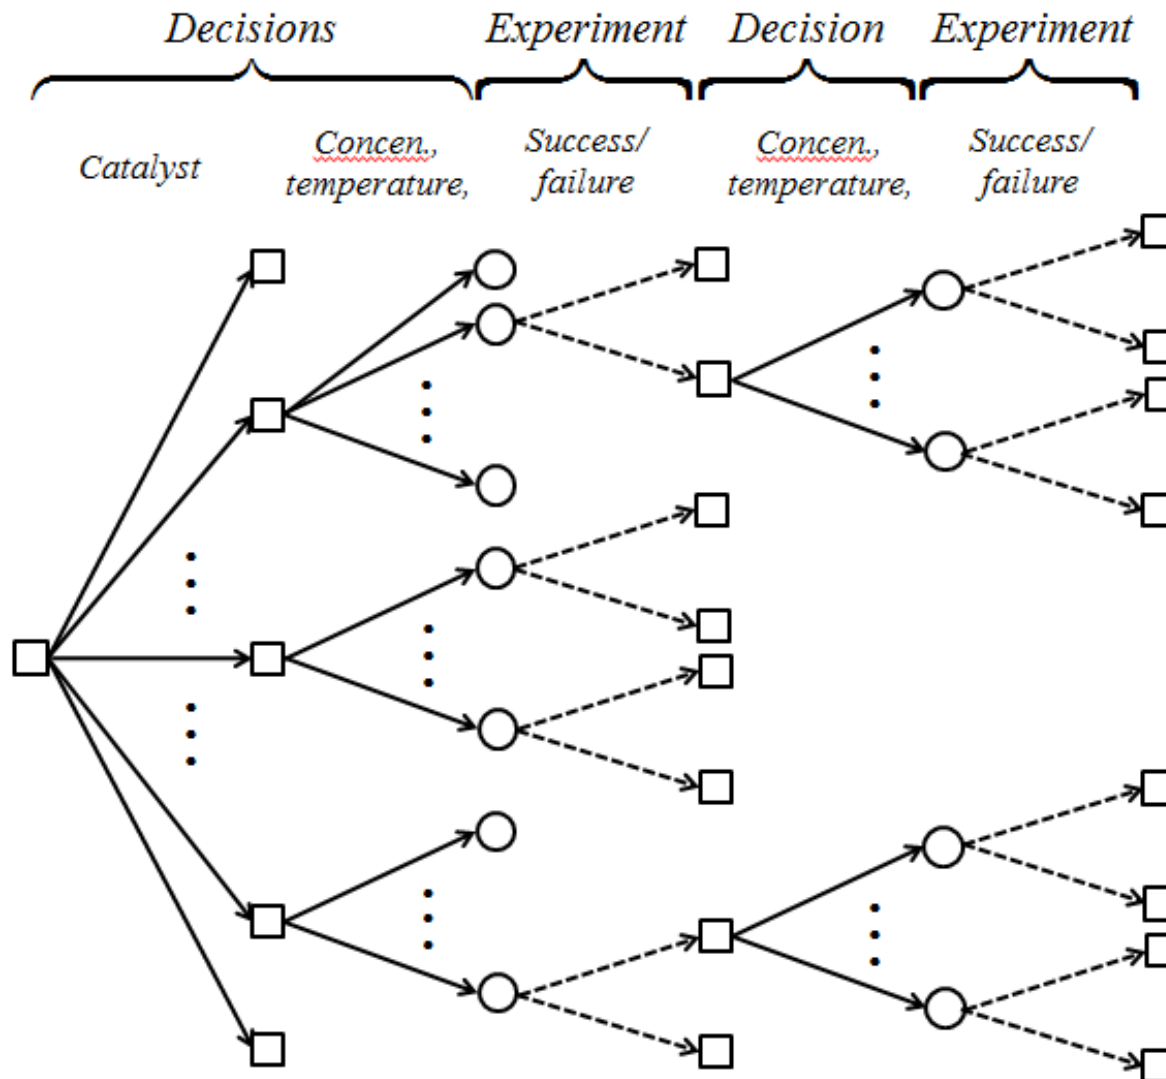 Decisions
Experiment
Decision
Experiment
Catalyst
Concen.,
temperature,
Success/
failure
Concen.,
temperature,
Success/
failure